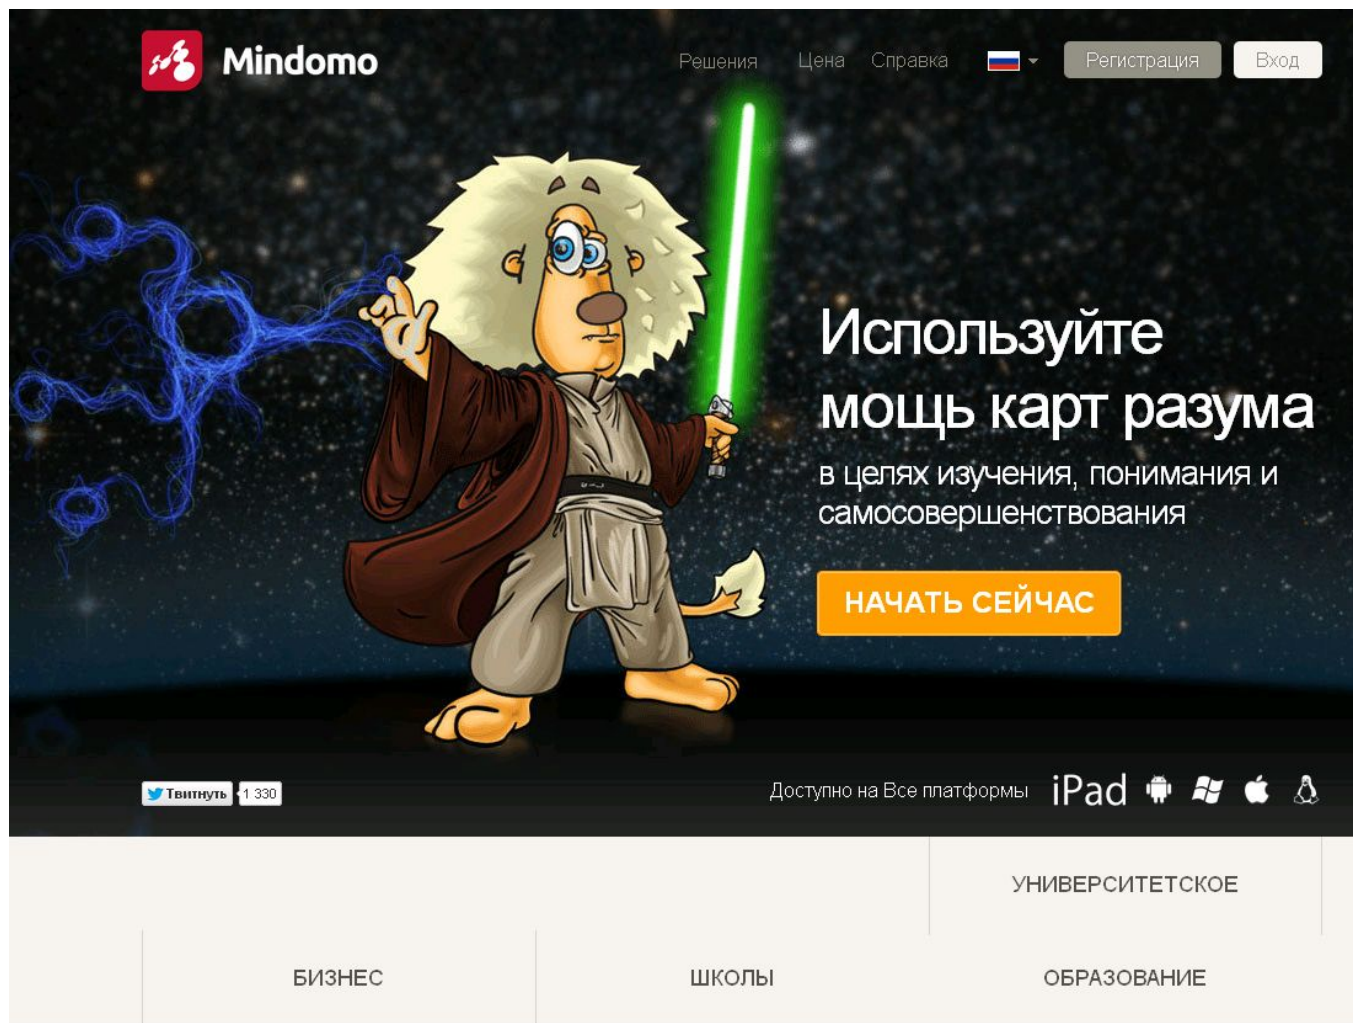 Mindomo
Решения Цена Справка Регистрация Вход
Используйте
мощь карт разума
в целях изучения, понимания и
самосовершенствования
НАЧАТЬ СЕЙЧАС
Твитнуть 1 330
Доступно на Все платформы iPad
УНИВЕРСИТЕТСКОЕ
БИЗНЕС ШКОЛЫ ОБРАЗОВАНИЕ